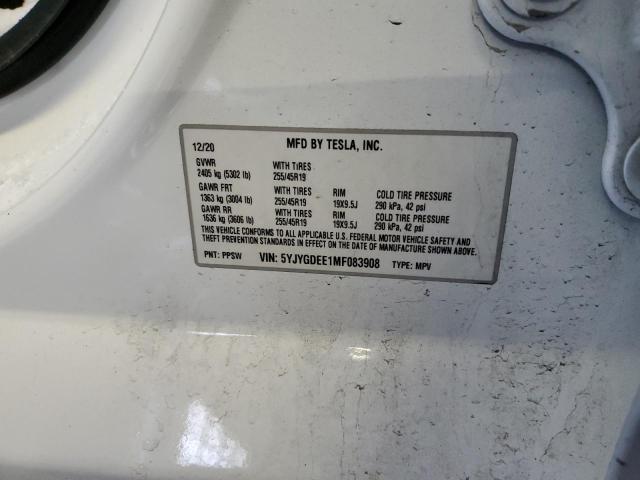 12/20 MFD BY TESLA, INC.
GVWR WITH TIRES
2405 kg (5302 lb) 255/45R19
GAWR FRT WITH TIRES RIM COLD TIRE PRESSURE
1363 kg (3004 lb) 255/45R19 19X9.5J 290 kPa, 42 psi
GAWR RR WITH TIRES RIM COLD TIRE PRESSURE
1636 kg (3606 lb) 255/45R19 19X9.5J 290 kPa, 42 psi
THIS VEHICLE CONFORMS TO ALL APPLICABLE U.S. FEDERAL MOTOR VEHICLE SAFETY AND
THEFT PREVENTION STANDARDS IN EFFECT ON THE DATE OF MANUFACTURE SHOWN ABOVE.
PNT: PPSW VIN: 5YJYGDEE1MF083908 TYPE: MPV